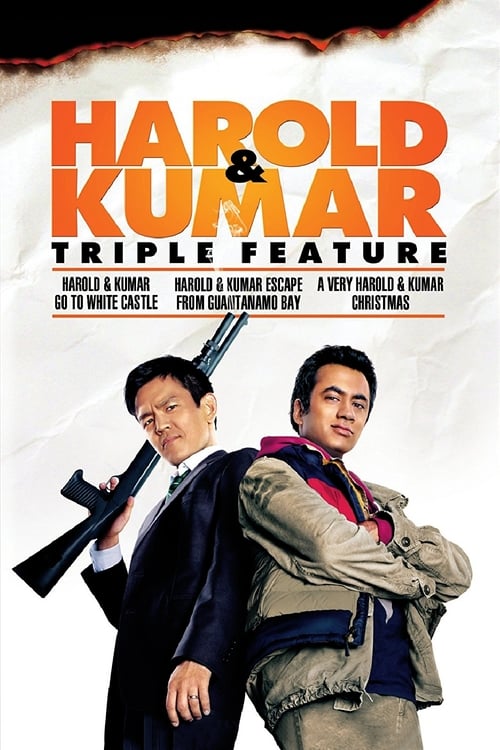 HAROLD
&
KUMAR
TRIPLE FEATURE
HAROLD & KUMAR
GO TO WHITE CASTLE
HAROLD & KUMAR ESCAPE
FROM GUANTANAMO BAY
A VERY HAROLD & KUMAR
CHRISTMAS